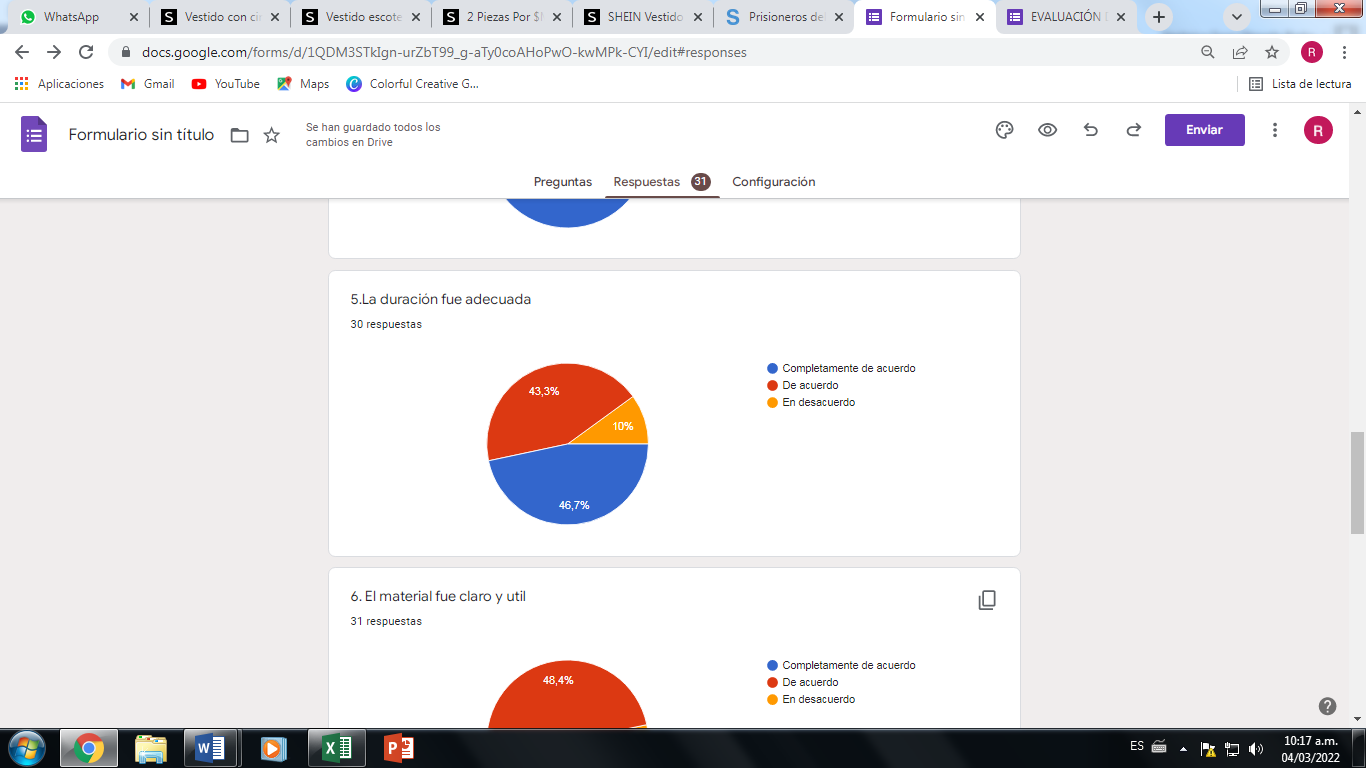 WhatsApp
Vestido con cin
Vestido escote
2 Piezas Por $
SHEIN Vestido
Prisioneros de
Formulario sin
EVALUACIÓN
docs.google.com/forms/d/1QDM3STkIgn-urZbT99_g-aTy0coAHoPwO-kwMPk-CYI/edit#responses
R
Aplicaciones
Gmail
YouTube
Maps
Colorful Creative G...
Lista de lectura
Formulario sin título
Se han guardado todos los
cambios en Drive
Enviar
R
Preguntas
Respuestas 31
Configuración
5.La duración fue adecuada
30 respuestas
Completamente de acuerdo
De acuerdo
En desacuerdo
43,3%
10%
46,7%
6. El material fue claro y util
31 respuestas
Completamente de acuerdo
De acuerdo
En desacuerdo
48,4%
ES
10:17 a.m.
04/03/2022